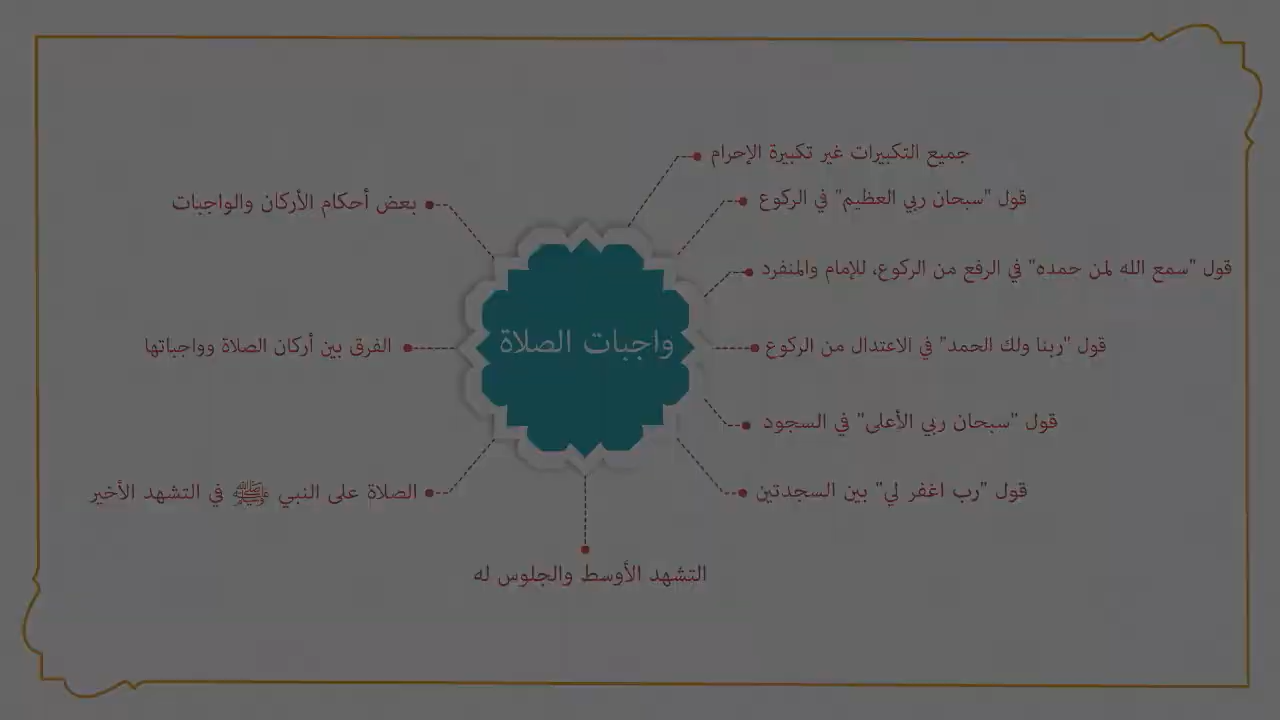 واجبات الصلاة
جميع التكبيرات غير تكبيرة الإحرام
قول "سبحان ربي العظيم" في الركوع
قول "سمع الله لمن حمده" في الرفع من الركوع، للإمام والمنفرد
قول "ربنا ولك الحمد" في الاعتدال من الركوع
قول "سبحان ربي الأعلى" في السجود
قول "رب اغفر لي" بين السجدتين
التشهد الأوسط والجلوس له
الصلاة على النبي ﷺ في التشهد الأخير
الفرق بين أركان الصلاة وواجباتها
بعض أحكام الأركان والواجبات